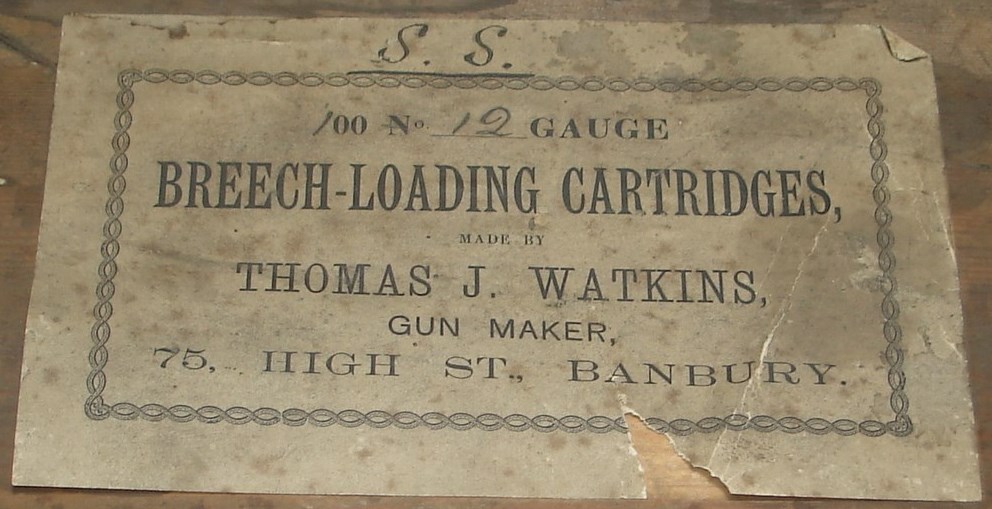 S. S.
100 No. 12 GAUGE
BREECH-LOADING CARTRIDGES,
MADE BY
THOMAS J. WATKINS,
GUN MAKER,
75, HIGH ST., BANBURY.